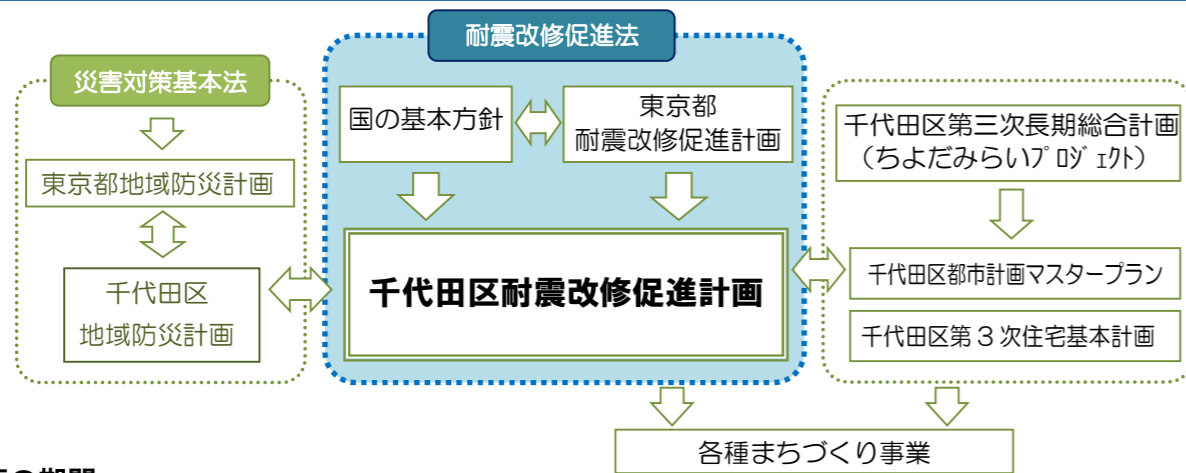 耐震改修促進法
災害対策基本法
国の基本方針
東京都
耐震改修促進計画
千代田区第三次長期総合計画
（ちよだみらいﾌﾟﾛｼﾞｪｸﾄ）
東京都地域防災計画
千代田区
地域防災計画
千代田区耐震改修促進計画
千代田区都市計画マスタープラン
千代田区第３次住宅基本計画
各種まちづくり事業